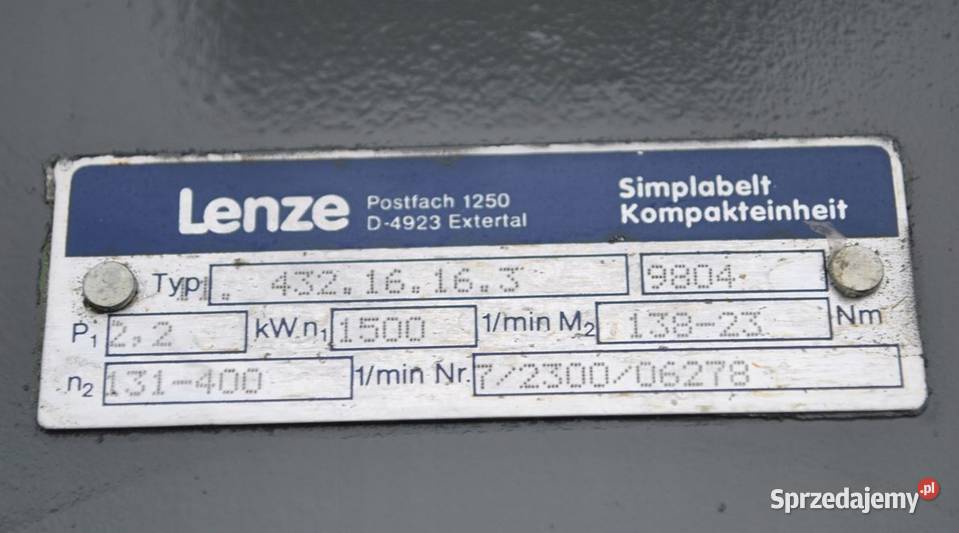 Lenze
Postfach 1250
D-4923 Extertal
Simplabelt
Kompakteinheit
Typ 11. 432.16.16.3 9804.
P1 2,2 kW n1 1500 1/min M2 138-23 Nm
n2 131-400 1/min Nr. 7/2300/06278
Sprzedajemy.pl